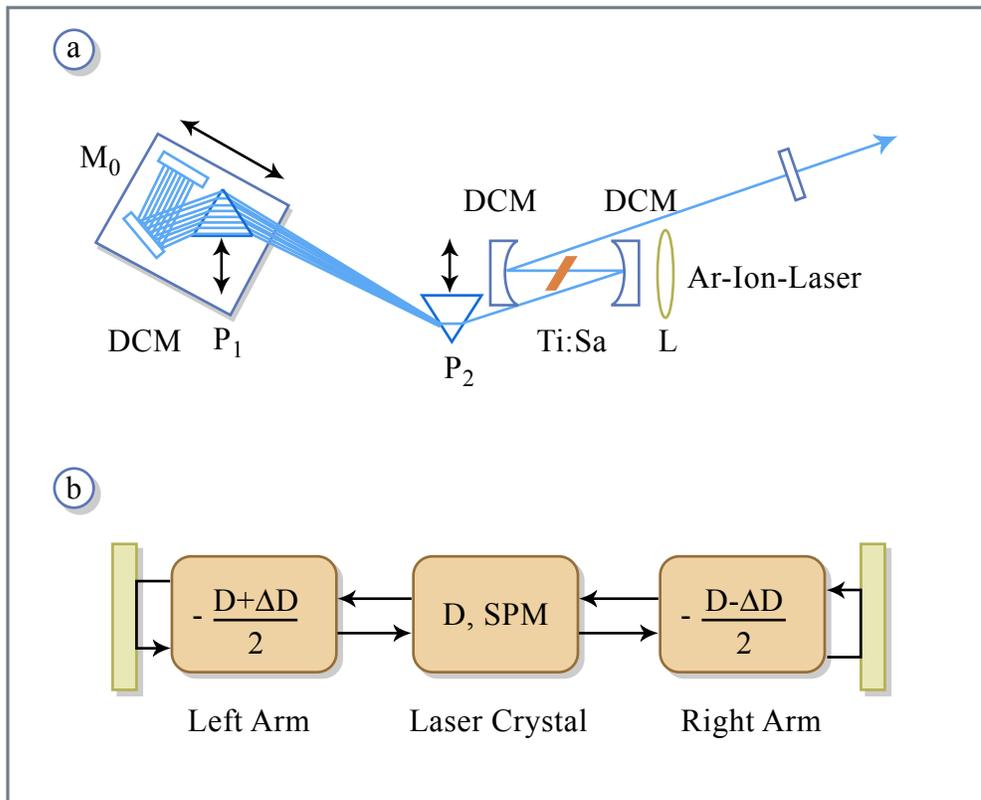 a
M0
DCM DCM
Ar-Ion-Laser
DCM P1 Ti:Sa L
P2
b
- D+ΔD / 2 D, SPM - D-ΔD / 2
Left Arm Laser Crystal Right Arm